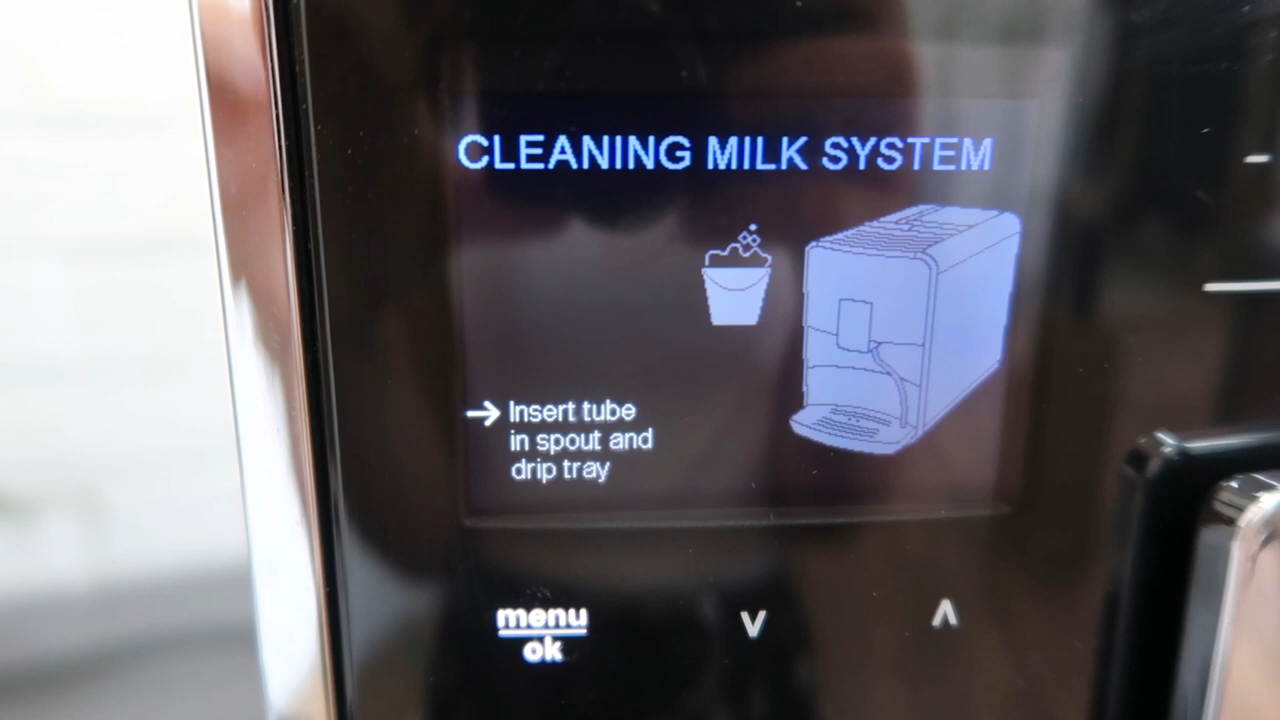 CLEANING MILK SYSTEM
Insert tube
in spout and
drip tray
menu
ok